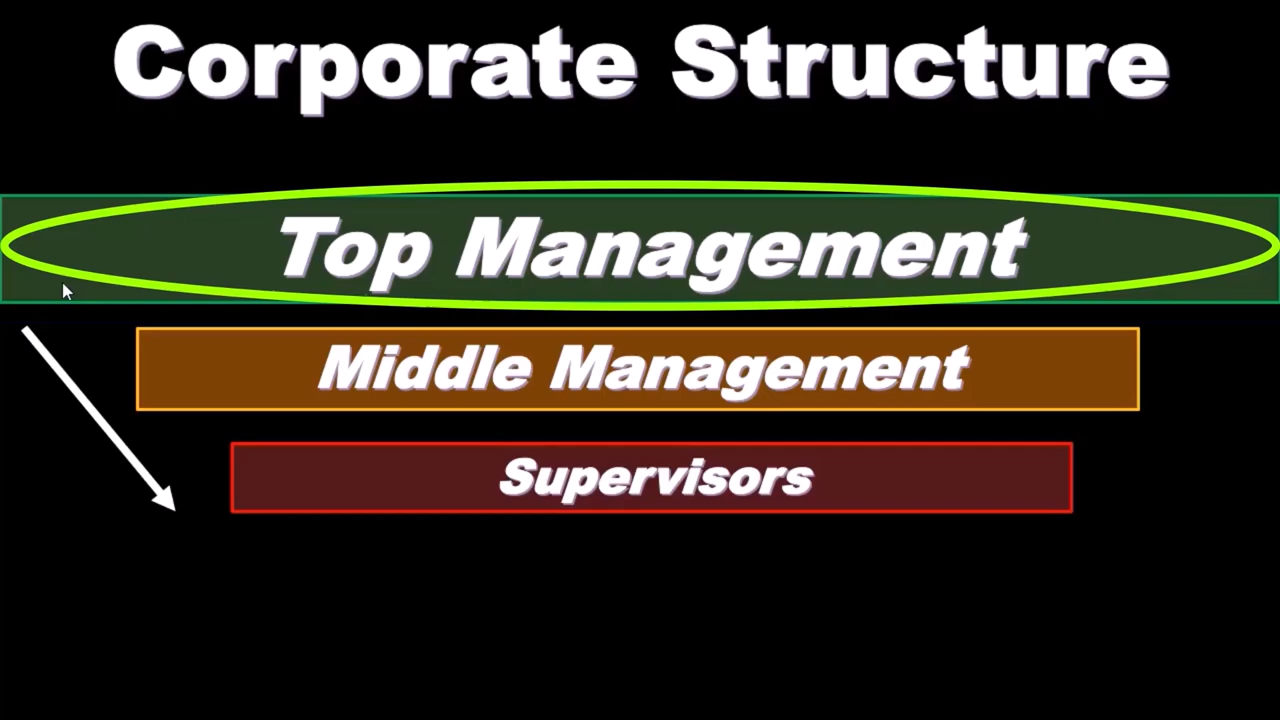 Corporate Structure
Top Management
Middle Management
Supervisors